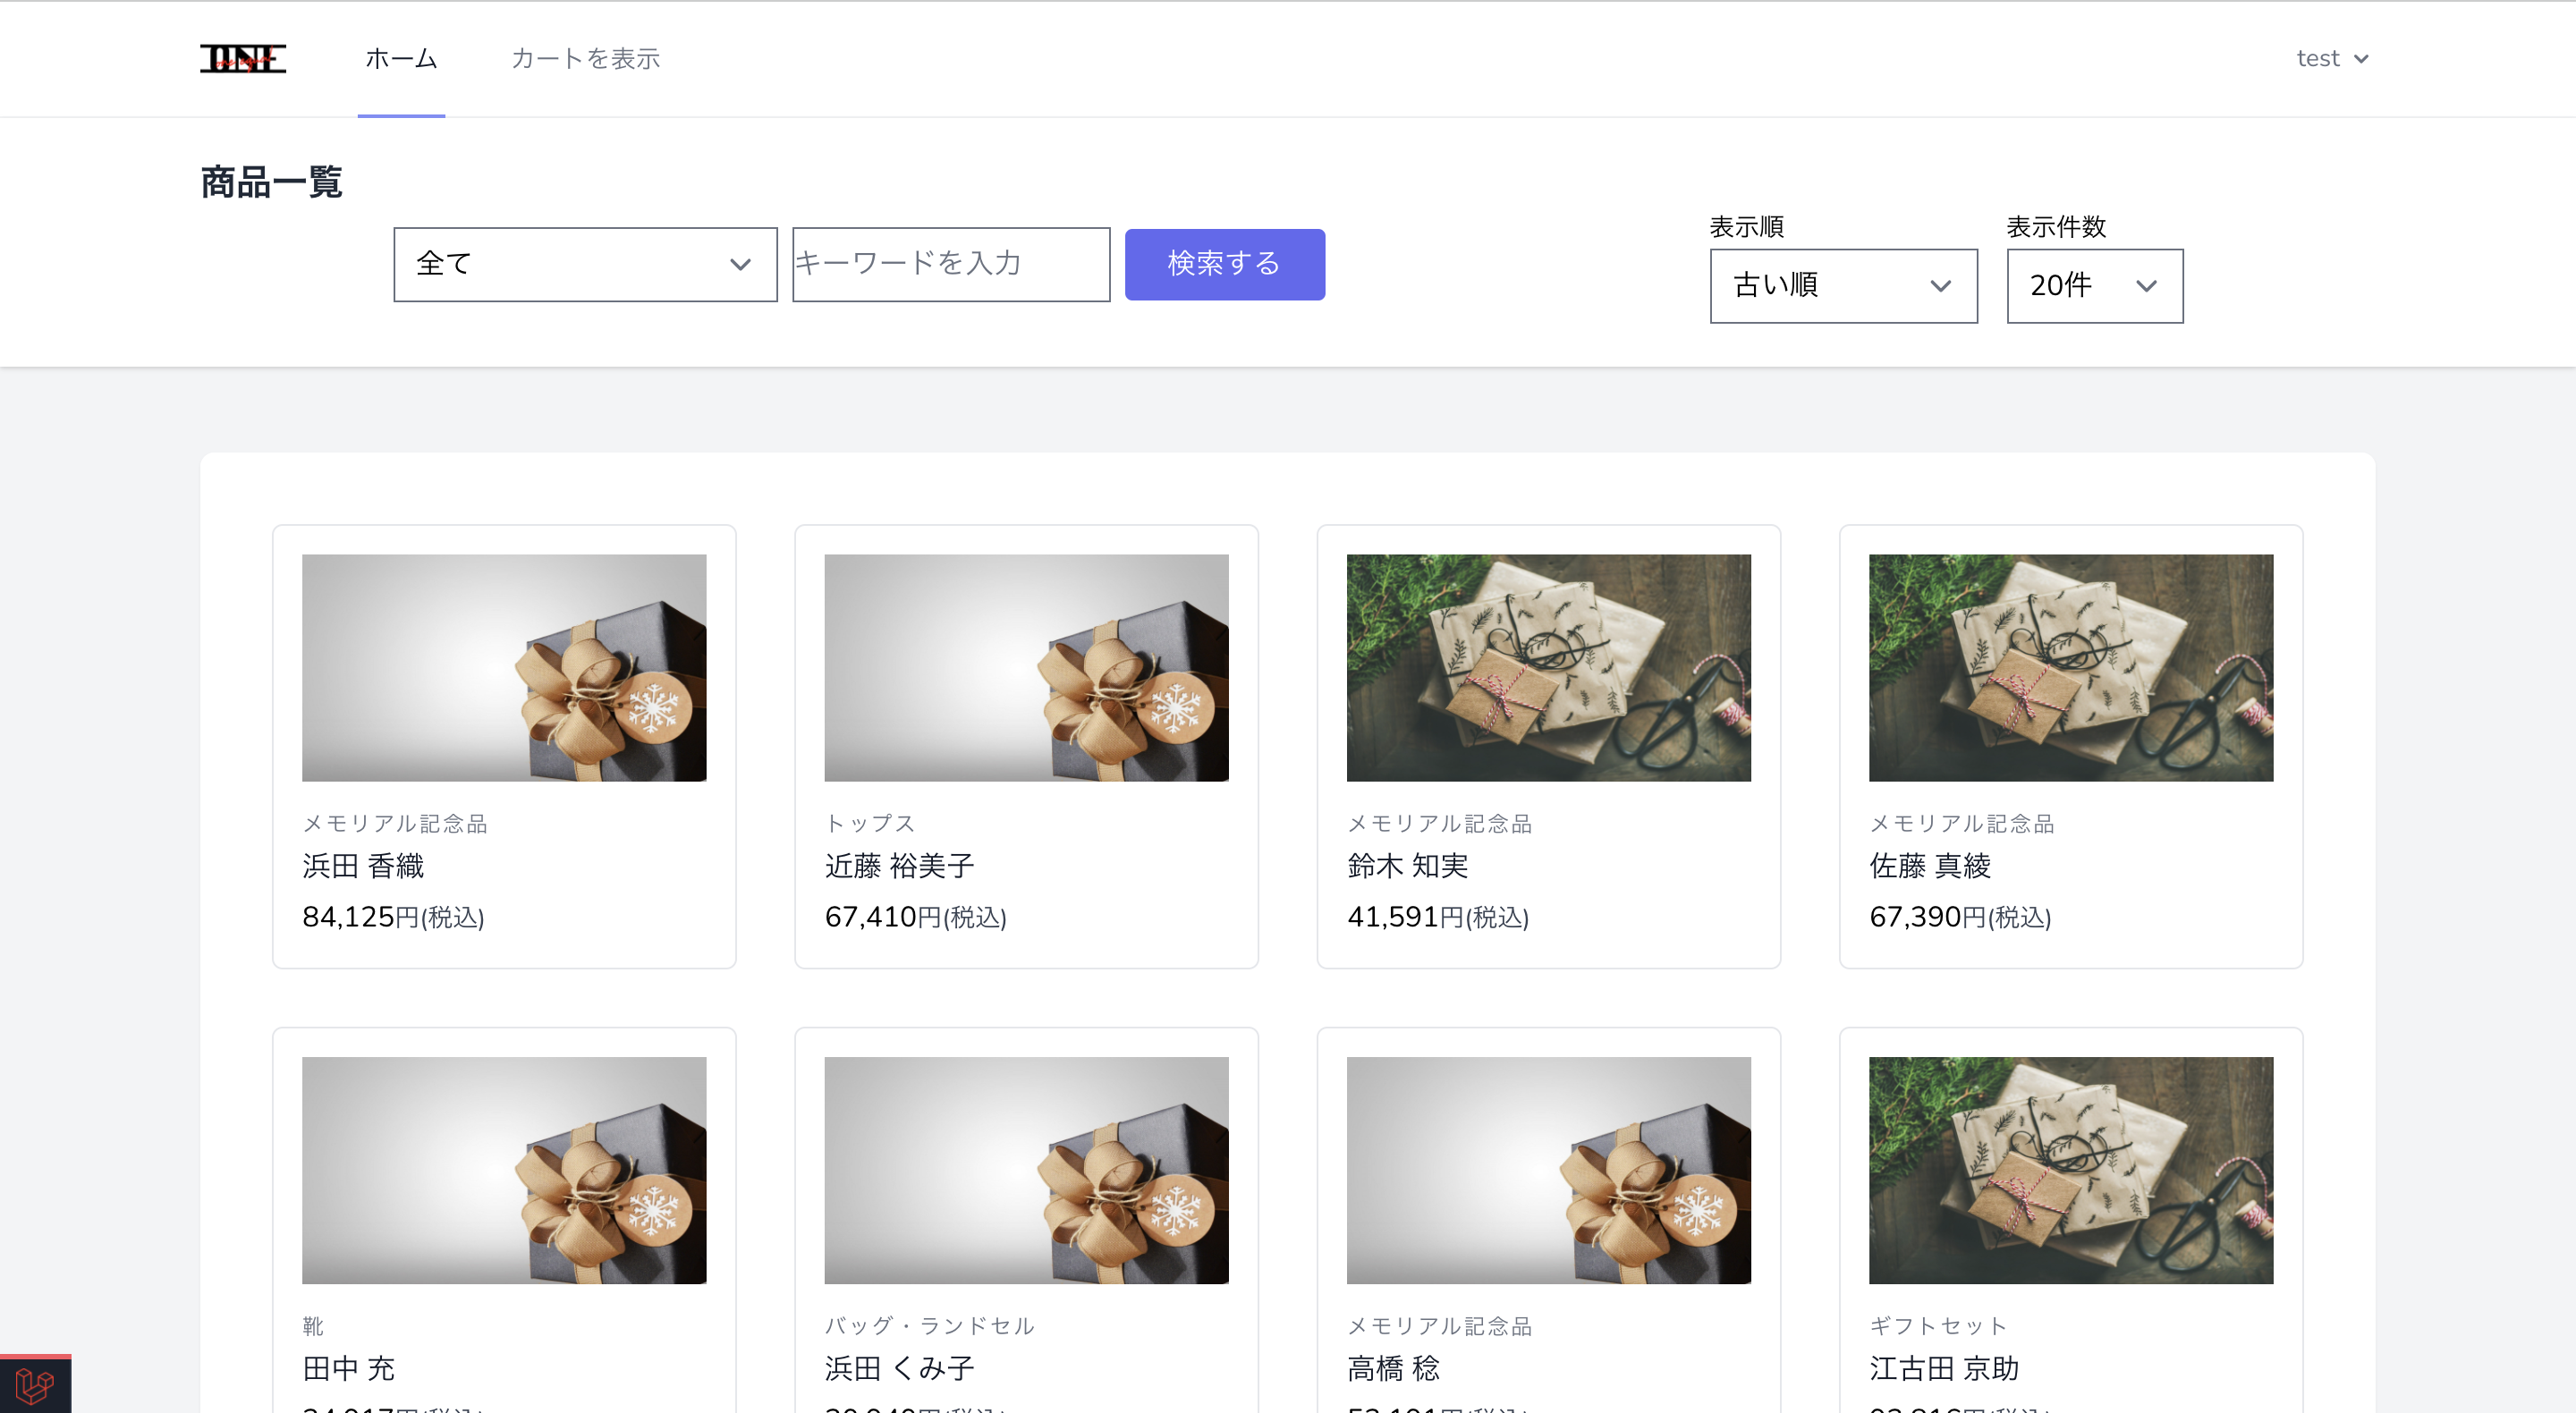 ONE
ホーム
カートを表示
test
商品一覧
全て
キーワードを入力
検索する
表示順
古い順
表示件数
20件
メモリアル記念品
浜田 香織
84,125円(税込)
トップス
近藤 裕美子
67,410円(税込)
メモリアル記念品
鈴木 知実
41,591円(税込)
メモリアル記念品
佐藤 真綾
67,390円(税込)
靴
田中 充
バッグ・ランドセル
浜田 くみ子
メモリアル記念品
高橋 稔
ギフトセット
江古田 京助